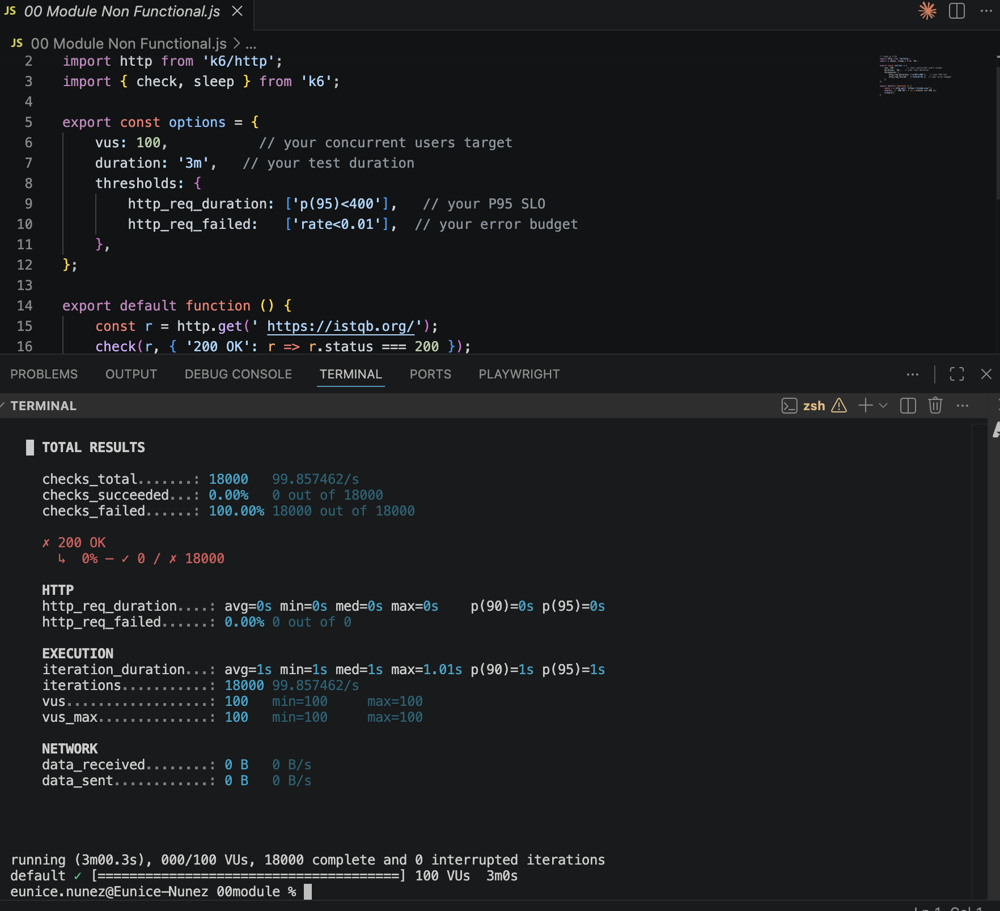 JS 00 Module Non Functional.js
JS 00 Module Non Functional.js > ...
2 import http from 'k6/http';
3 import { check, sleep } from 'k6';
4
5 export const options = {
6 vus: 100, // your concurrent users target
7 duration: '3m', // your test duration
8 thresholds: {
9 http_req_duration: ['p(95)<400'], // your P95 SLO
10 http_req_failed: ['rate<0.01'], // your error budget
11 },
12 };
13
14 export default function () {
15 const r = http.get(' https://istqb.org/');
16 check(r, { '200 OK': r => r.status === 200 });
PROBLEMS OUTPUT DEBUG CONSOLE TERMINAL PORTS PLAYWRIGHT
TERMINAL zsh
TOTAL RESULTS
checks_total.......: 18000 99.857462/s
checks_succeeded...: 0.00% 0 out of 18000
checks_failed......: 100.00% 18000 out of 18000
✗ 200 OK
↳ 0% — ✓ 0 / ✗ 18000
HTTP
http_req_duration....: avg=0s min=0s med=0s max=0s p(90)=0s p(95)=0s
http_req_failed......: 0.00% 0 out of 0
EXECUTION
iteration_duration...: avg=1s min=1s med=1s max=1.01s p(90)=1s p(95)=1s
iterations...........: 18000 99.857462/s
vus..................: 100 min=100 max=100
vus_max..............: 100 min=100 max=100
NETWORK
data_received........: 0 B 0 B/s
data_sent............: 0 B 0 B/s
running (3m00.3s), 000/100 VUs, 18000 complete and 0 interrupted iterations
default ✓ [======================================] 100 VUs 3m0s
eunice.nunez@Eunice-Nunez 00module %